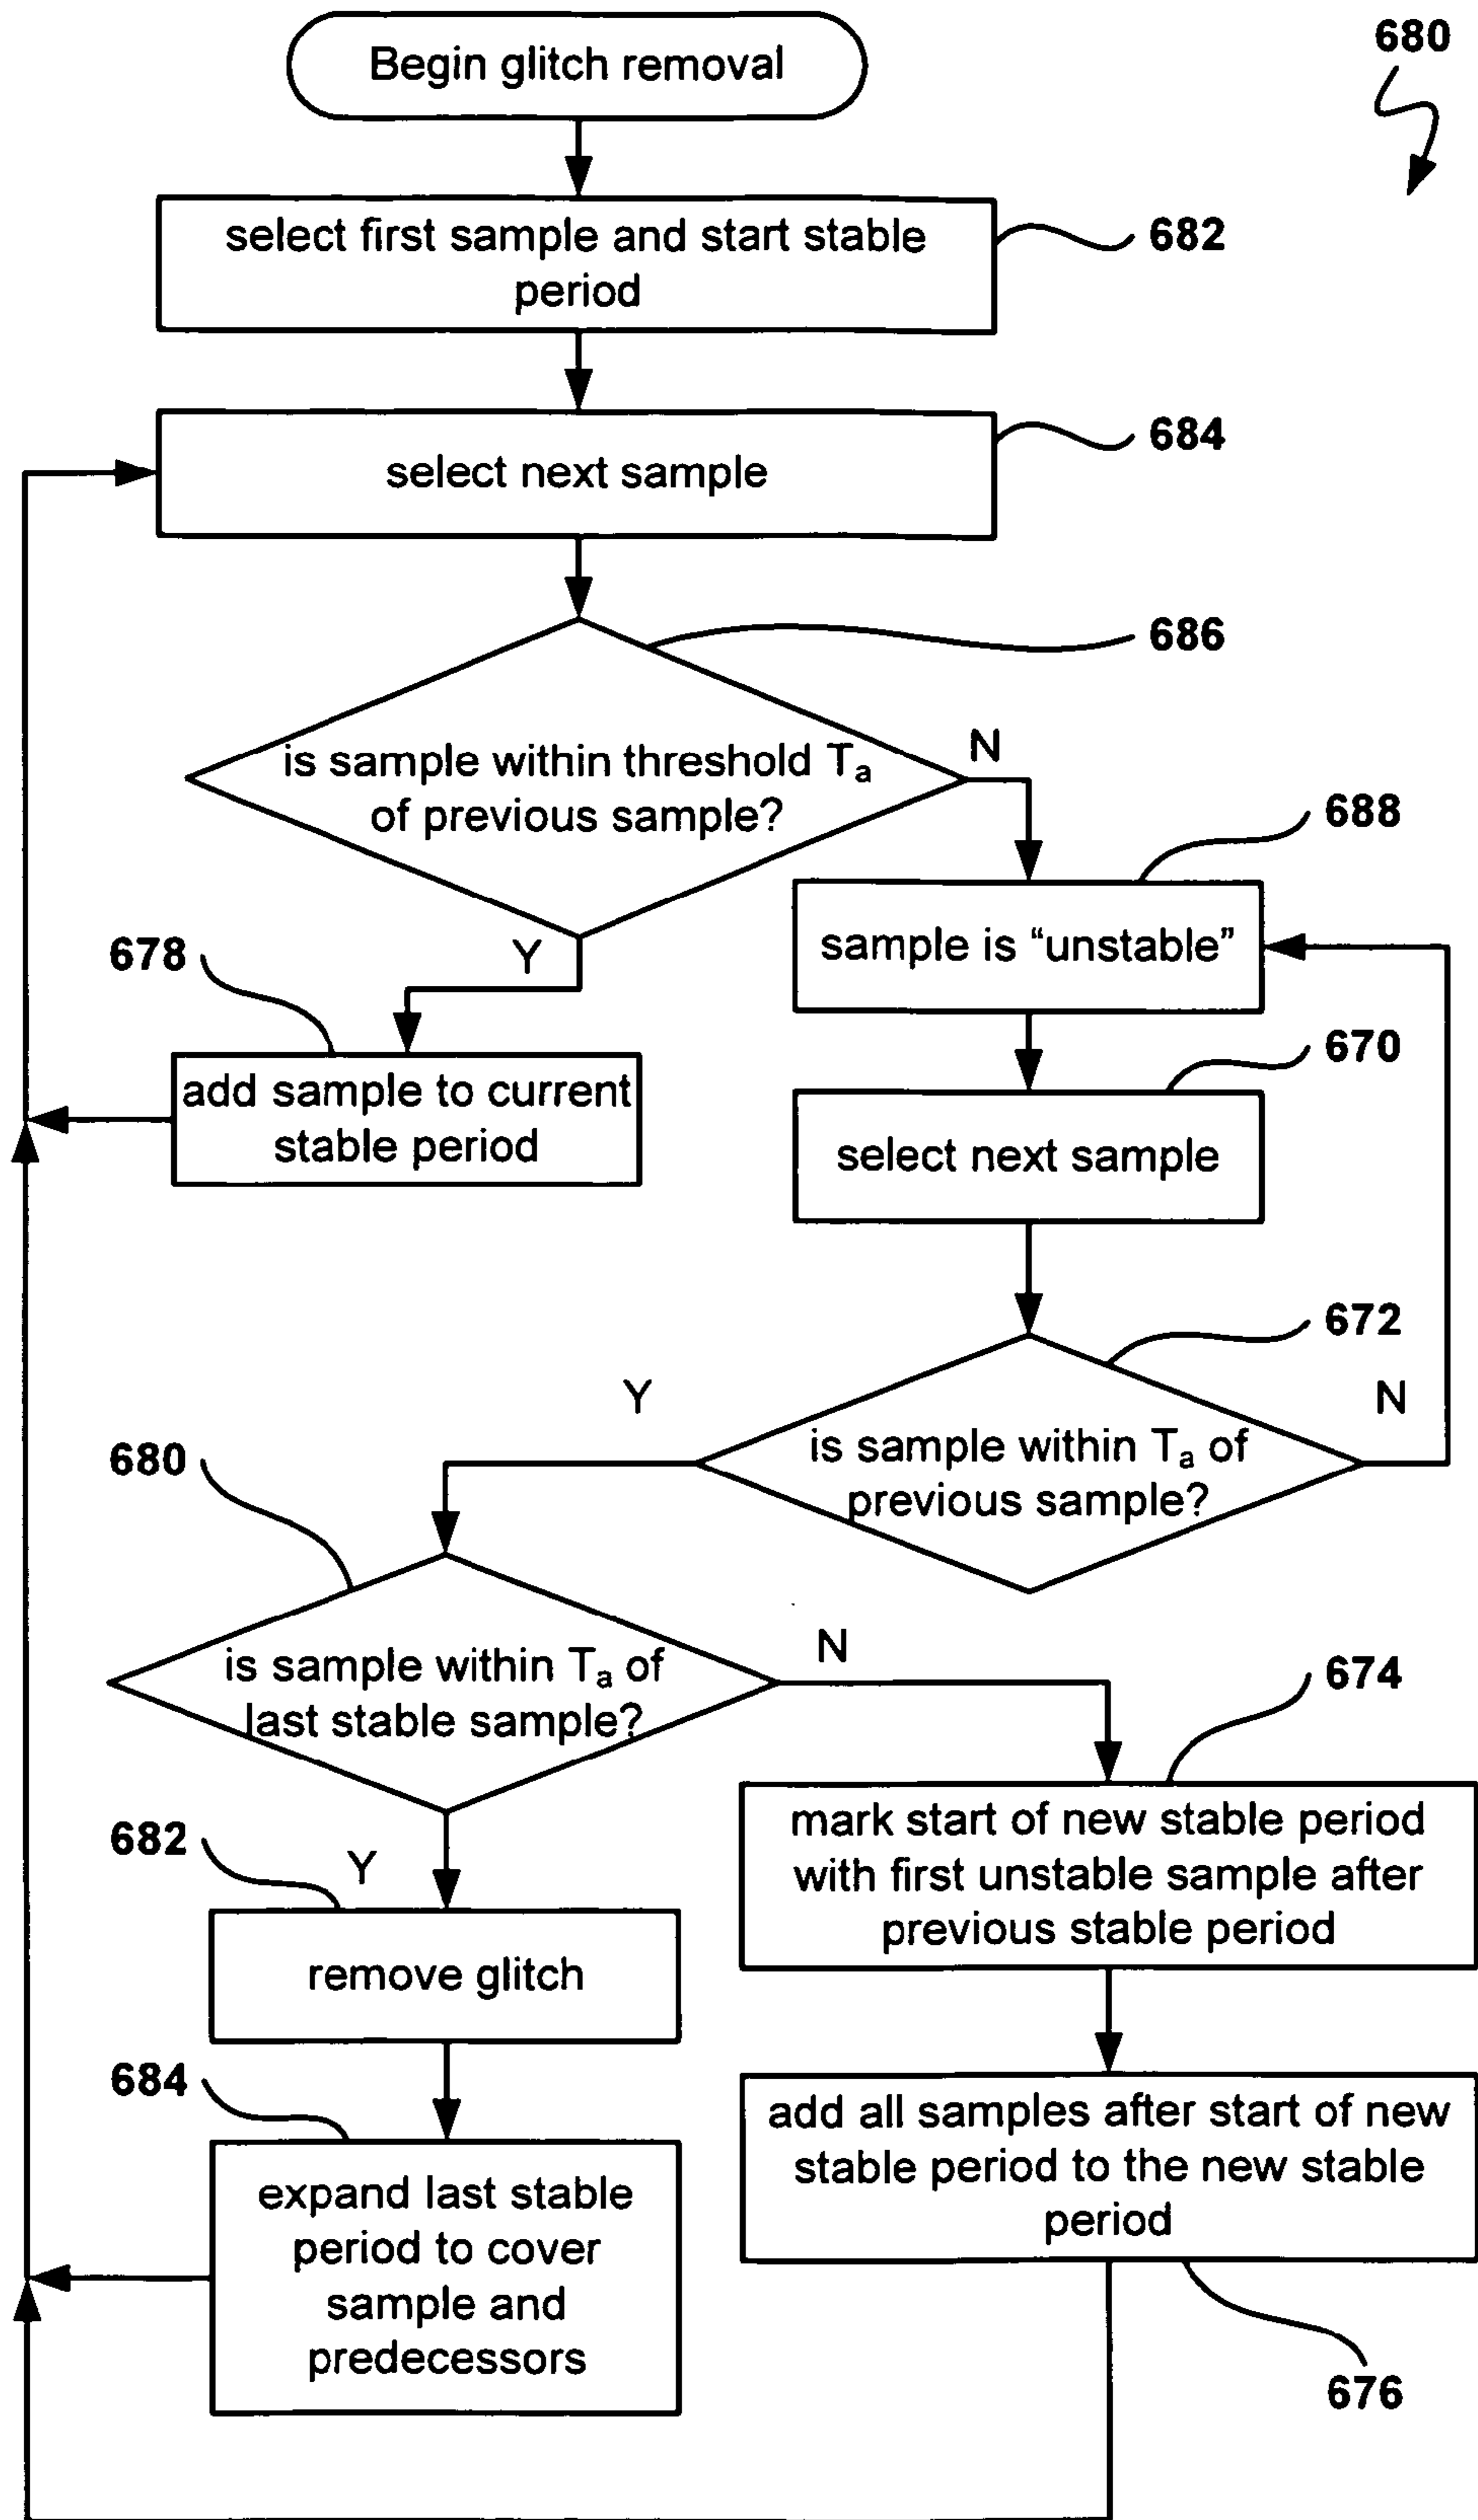 Begin glitch removal
680
select first sample and start stable
period
682
select next sample
684
686
is sample within threshold Ta
of previous sample?
N
688
sample is “unstable”
Y
678
add sample to current
stable period
670
select next sample
672
is sample within Ta of
previous sample?
Y
N
680
is sample within Ta of
last stable sample?
N
674
mark start of new stable period
with first unstable sample after
previous stable period
682
Y
remove glitch
684
expand last stable
period to cover
sample and
predecessors
add all samples after start of new
stable period to the new stable
period
676